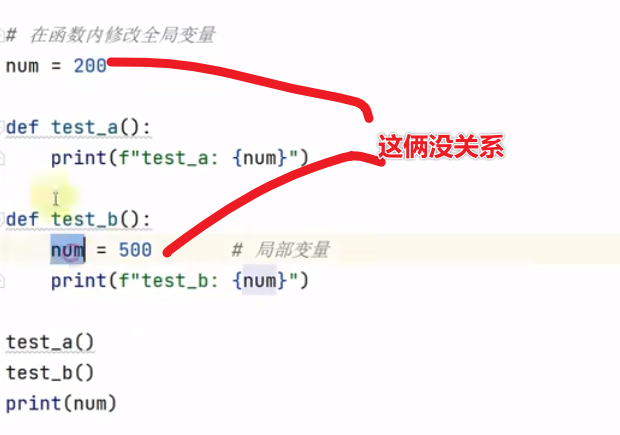 # 在函数内修改全局变量
num = 200
def test_a():
    print(f"test_a: {num}")
这俩没关系
def test_b():
    num = 500        # 局部变量
    print(f"test_b: {num}")
test_a()
test_b()
print(num)